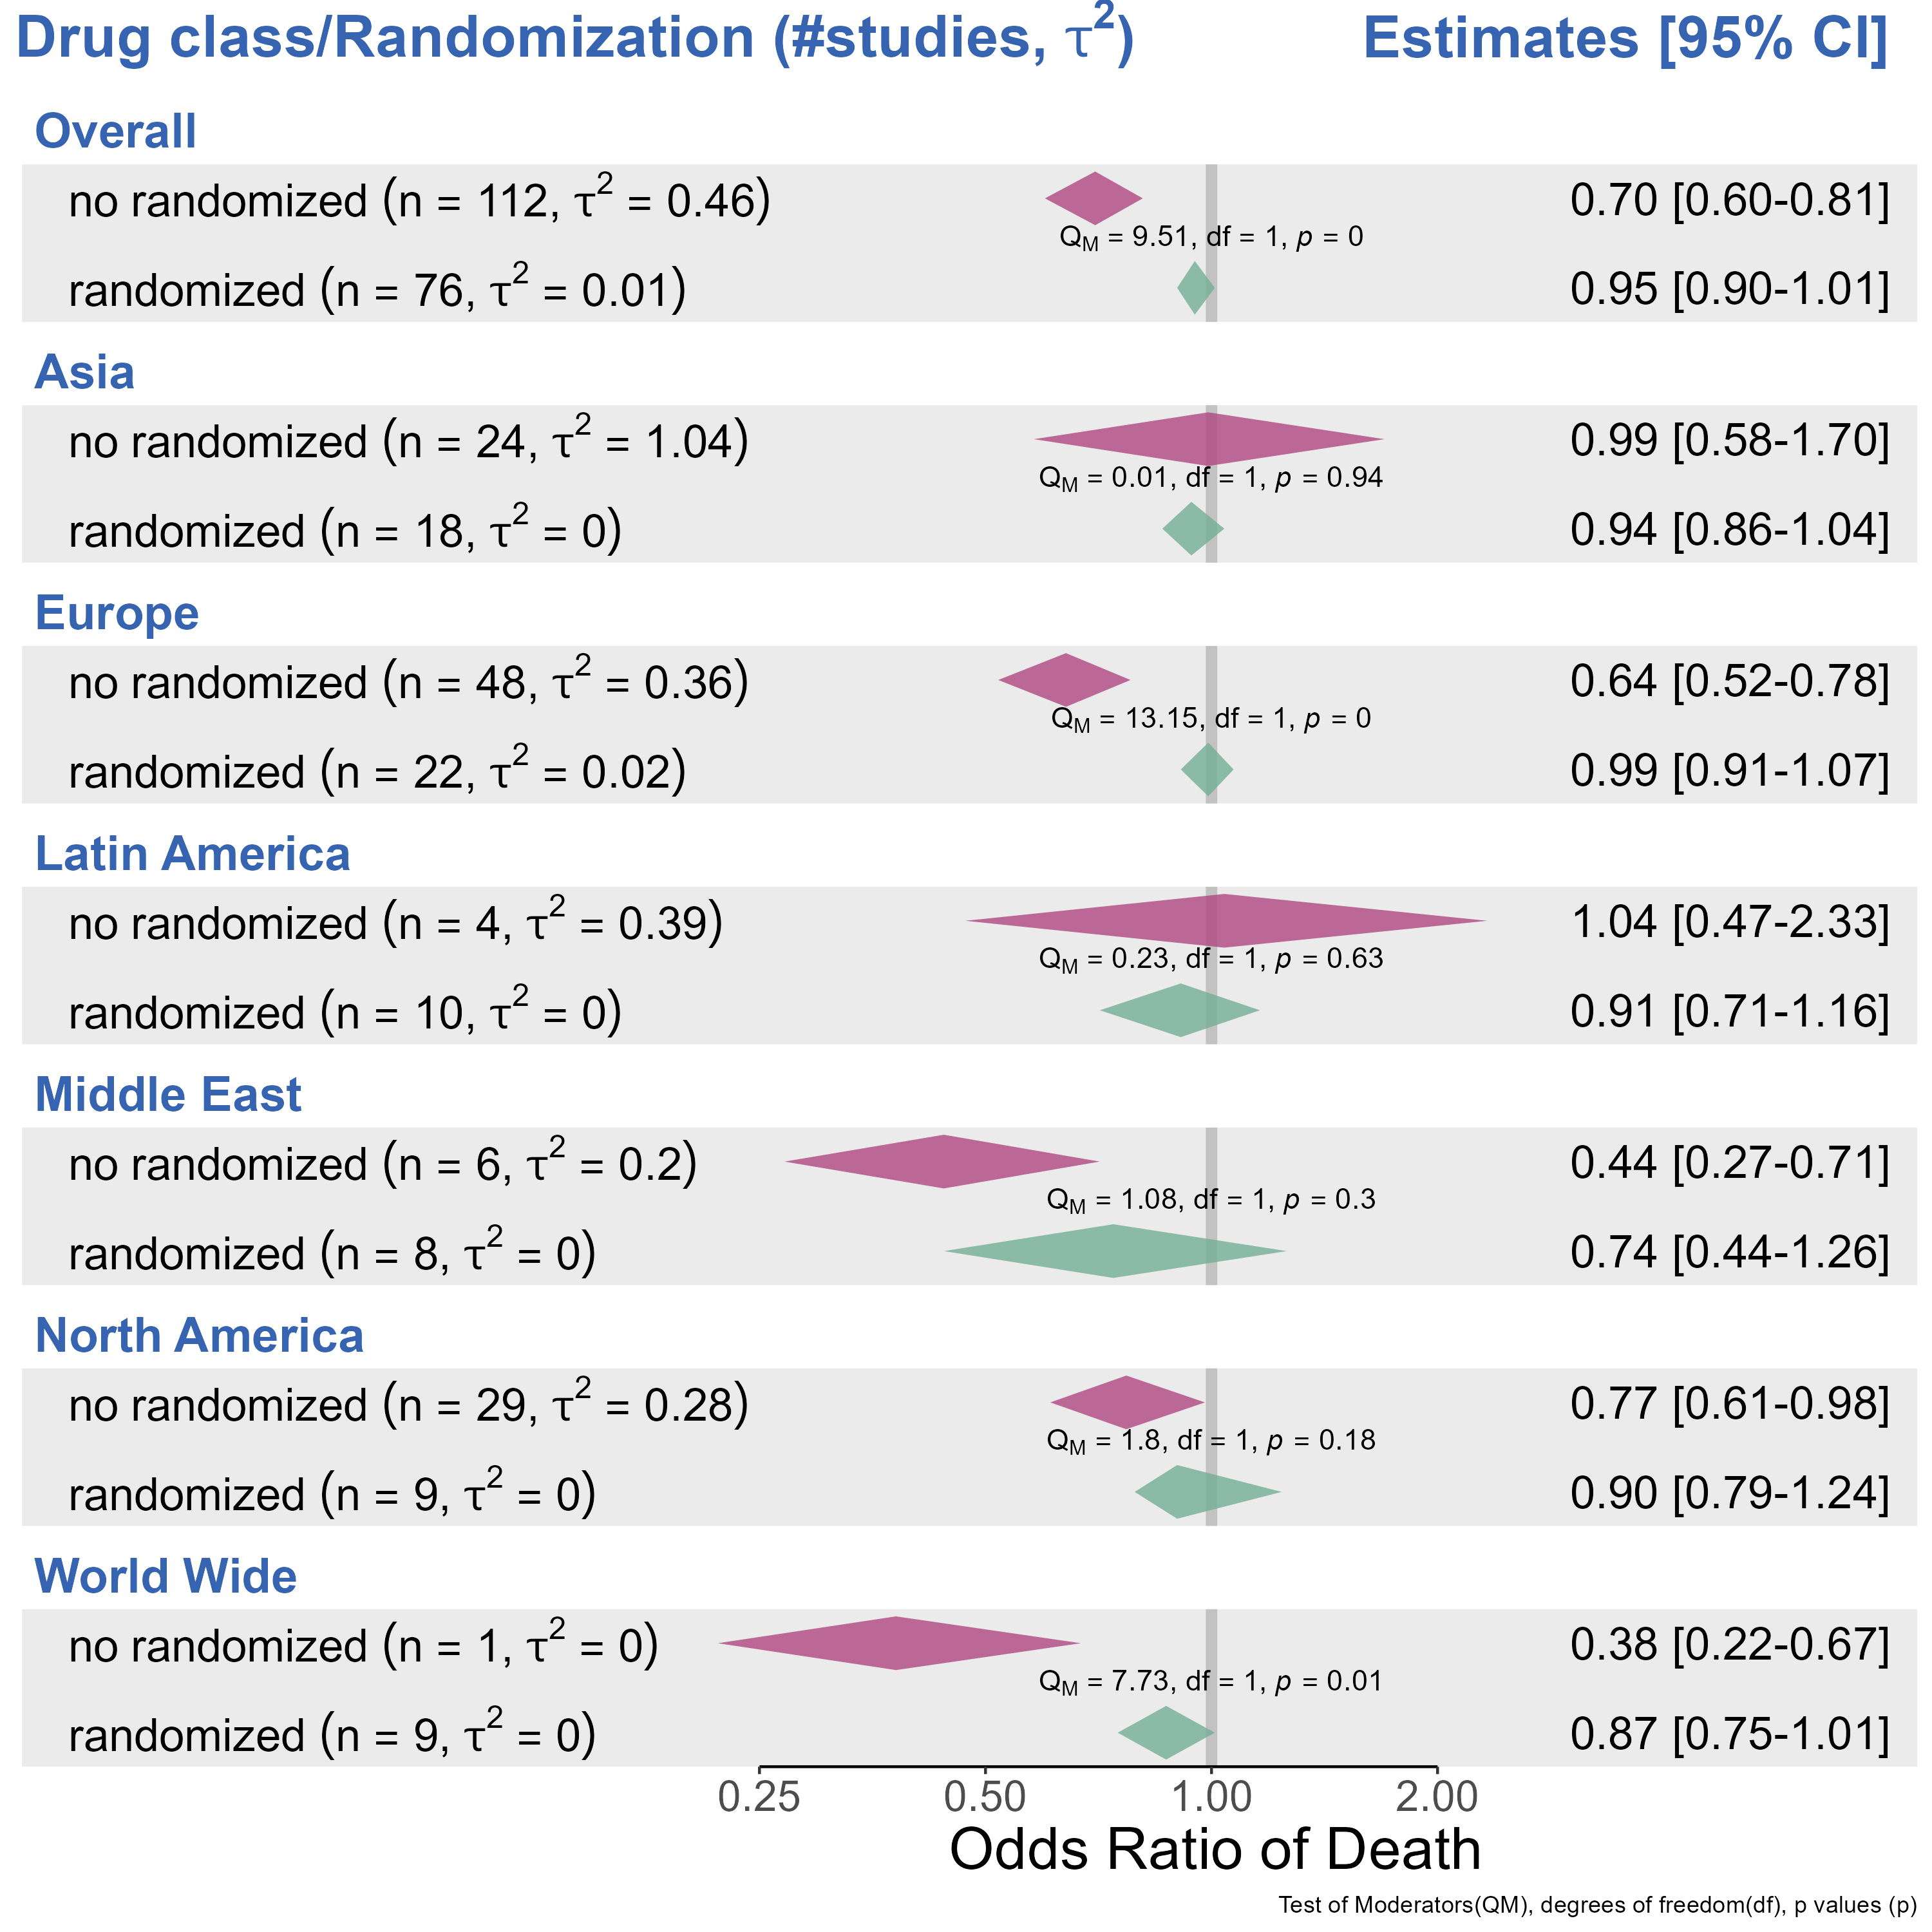 Drug class/Randomization (#studies, τ²) Estimates [95% CI]
Overall
no randomized (n = 112, τ² = 0.46) 0.70 [0.60-0.81]
Q_M = 9.51, df = 1, p = 0
randomized (n = 76, τ² = 0.01) 0.95 [0.90-1.01]
Asia
no randomized (n = 24, τ² = 1.04) 0.99 [0.58-1.70]
Q_M = 0.01, df = 1, p = 0.94
randomized (n = 18, τ² = 0) 0.94 [0.86-1.04]
Europe
no randomized (n = 48, τ² = 0.36) 0.64 [0.52-0.78]
Q_M = 13.15, df = 1, p = 0
randomized (n = 22, τ² = 0.02) 0.99 [0.91-1.07]
Latin America
no randomized (n = 4, τ² = 0.39) 1.04 [0.47-2.33]
Q_M = 0.23, df = 1, p = 0.63
randomized (n = 10, τ² = 0) 0.91 [0.71-1.16]
Middle East
no randomized (n = 6, τ² = 0.2) 0.44 [0.27-0.71]
Q_M = 1.08, df = 1, p = 0.3
randomized (n = 8, τ² = 0) 0.74 [0.44-1.26]
North America
no randomized (n = 29, τ² = 0.28) 0.77 [0.61-0.98]
Q_M = 1.8, df = 1, p = 0.18
randomized (n = 9, τ² = 0) 0.90 [0.79-1.24]
World Wide
no randomized (n = 1, τ² = 0) 0.38 [0.22-0.67]
Q_M = 7.73, df = 1, p = 0.01
randomized (n = 9, τ² = 0) 0.87 [0.75-1.01]
0.25 0.50 1.00 2.00
Odds Ratio of Death
Test of Moderators(QM), degrees of freedom(df), p values (p)